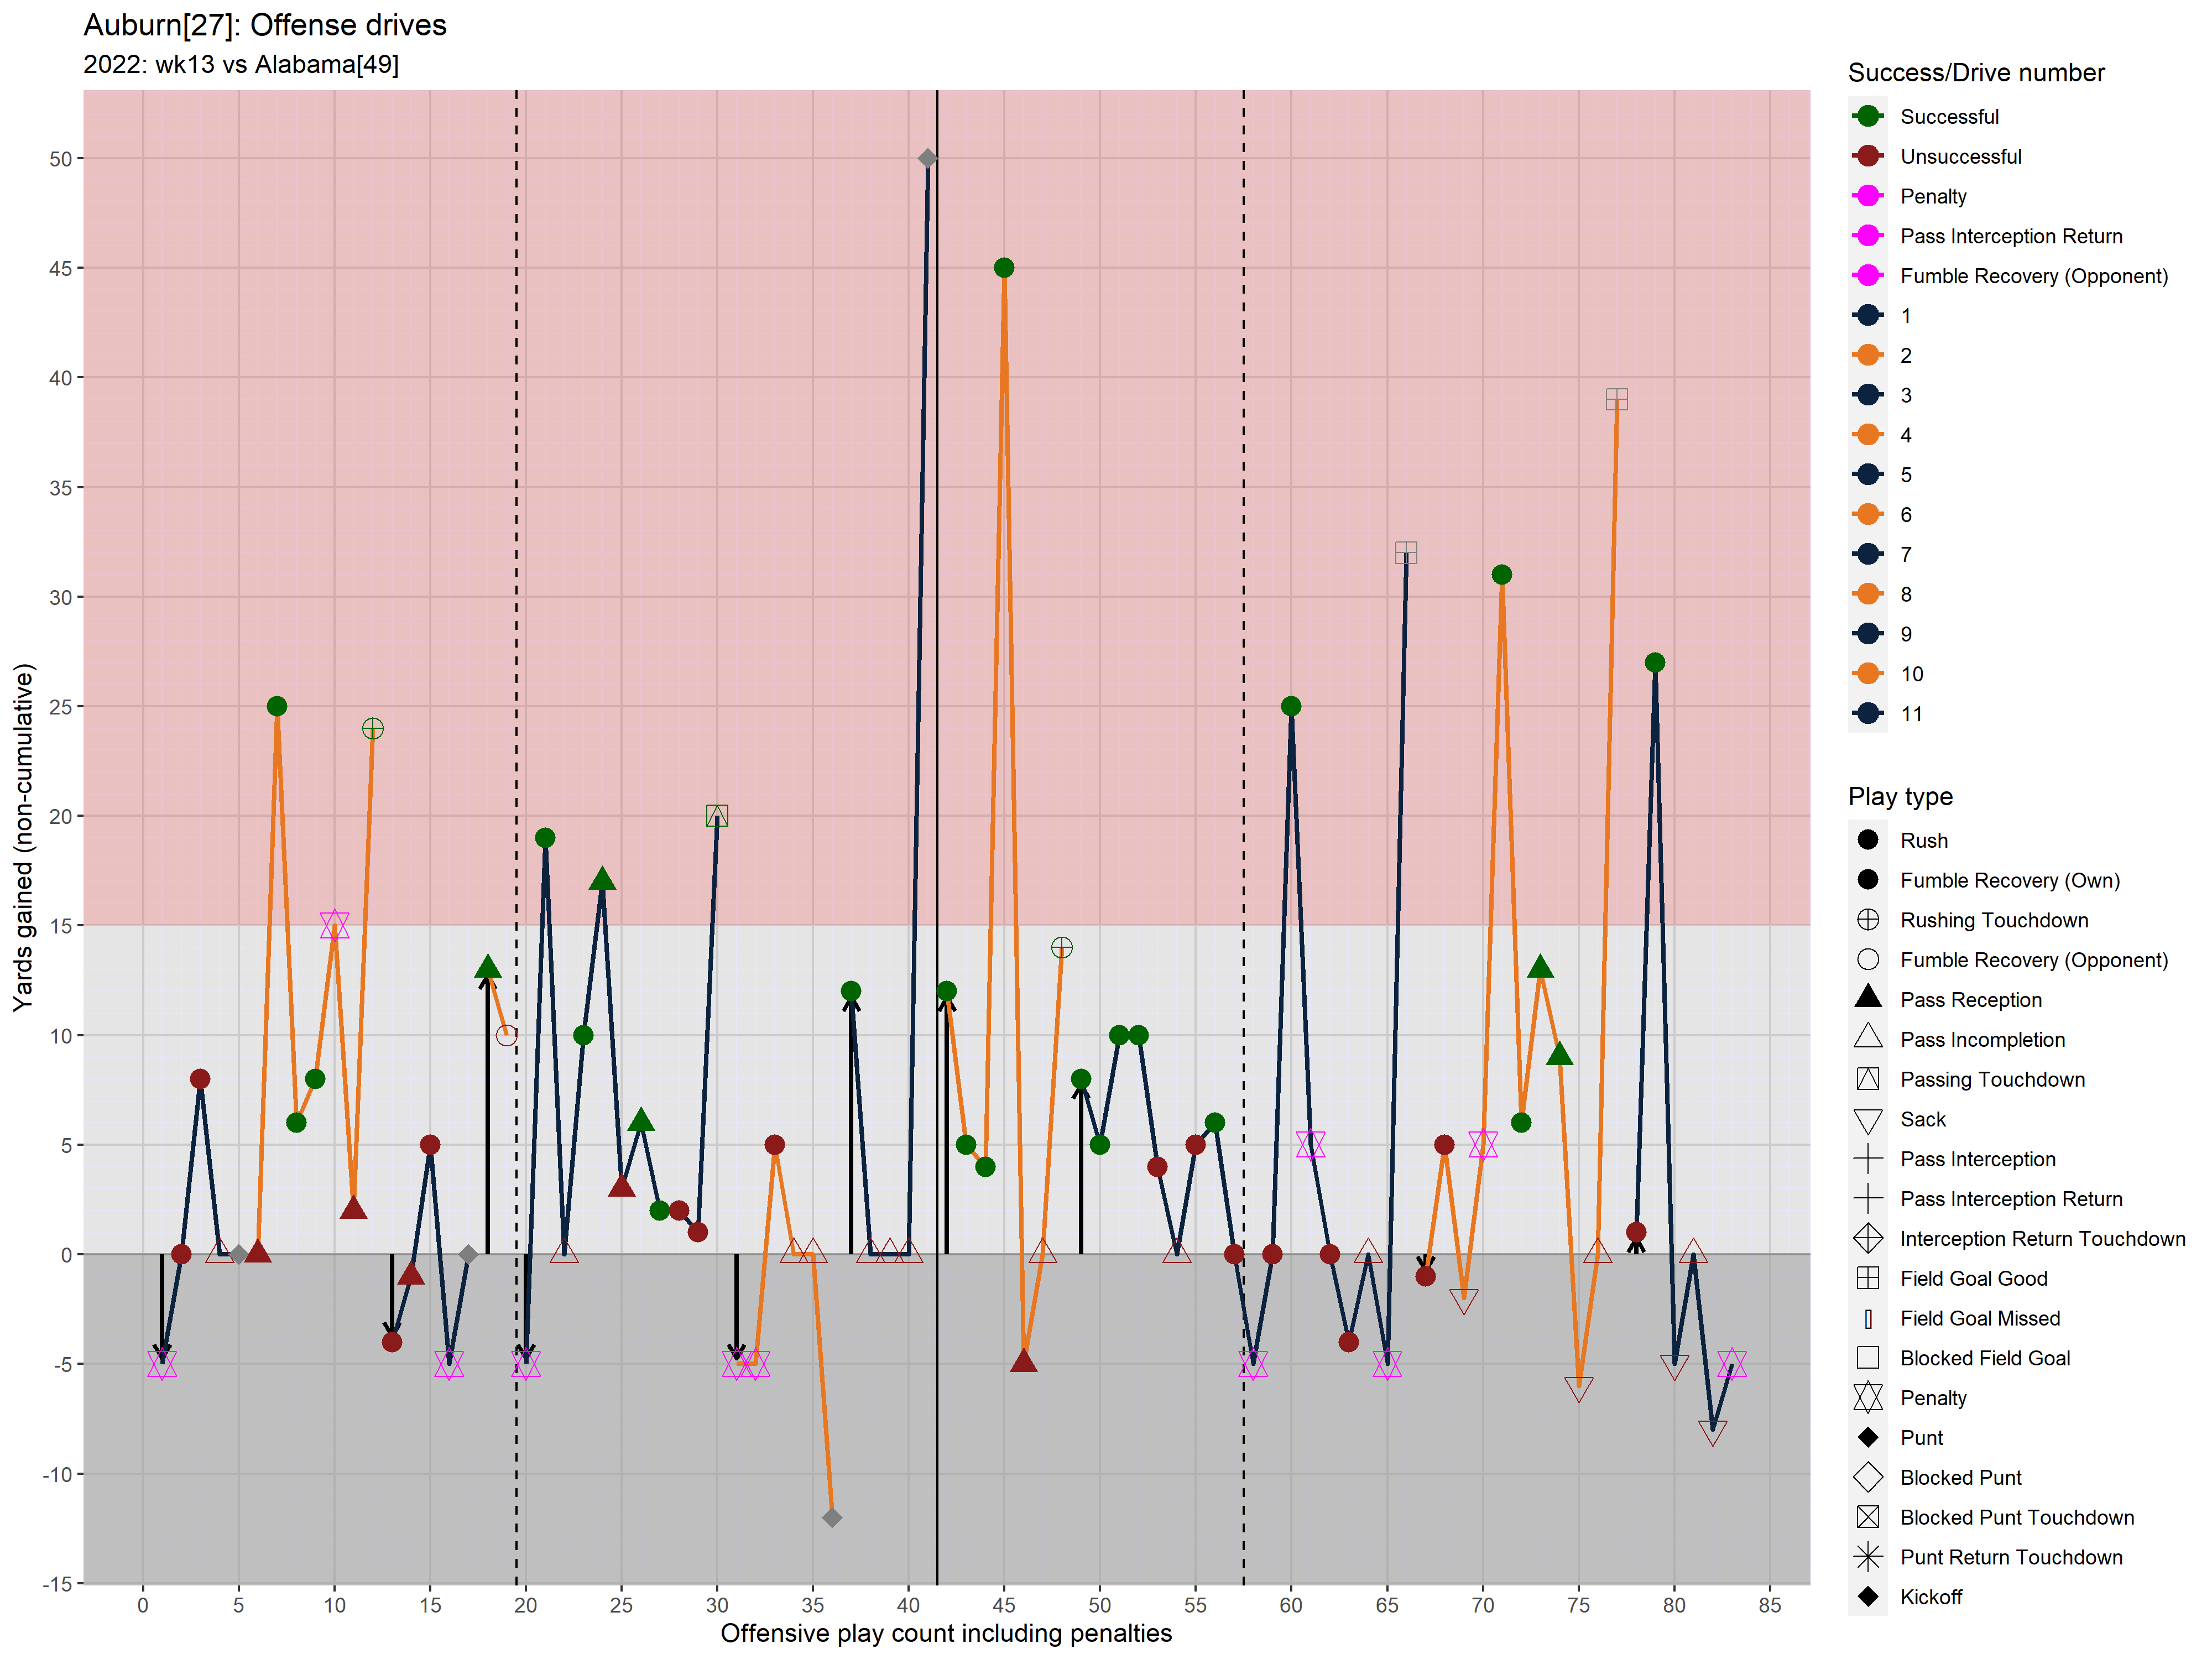 Auburn[27]: Offense drives
2022: wk13 vs Alabama[49]
Yards gained (non-cumulative)
50
45
40
35
30
25
20
15
10
5
0
-5
-10
-15
0 5 10 15 20 25 30 35 40 45 50 55 60 65 70 75 80 85
Offensive play count including penalties
Success/Drive number
Successful
Unsuccessful
Penalty
Pass Interception Return
Fumble Recovery (Opponent)
1
2
3
4
5
6
7
8
9
10
11
Play type
Rush
Fumble Recovery (Own)
Rushing Touchdown
Fumble Recovery (Opponent)
Pass Reception
Pass Incompletion
Passing Touchdown
Sack
Pass Interception
Pass Interception Return
Interception Return Touchdown
Field Goal Good
Field Goal Missed
Blocked Field Goal
Penalty
Punt
Blocked Punt
Blocked Punt Touchdown
Punt Return Touchdown
Kickoff